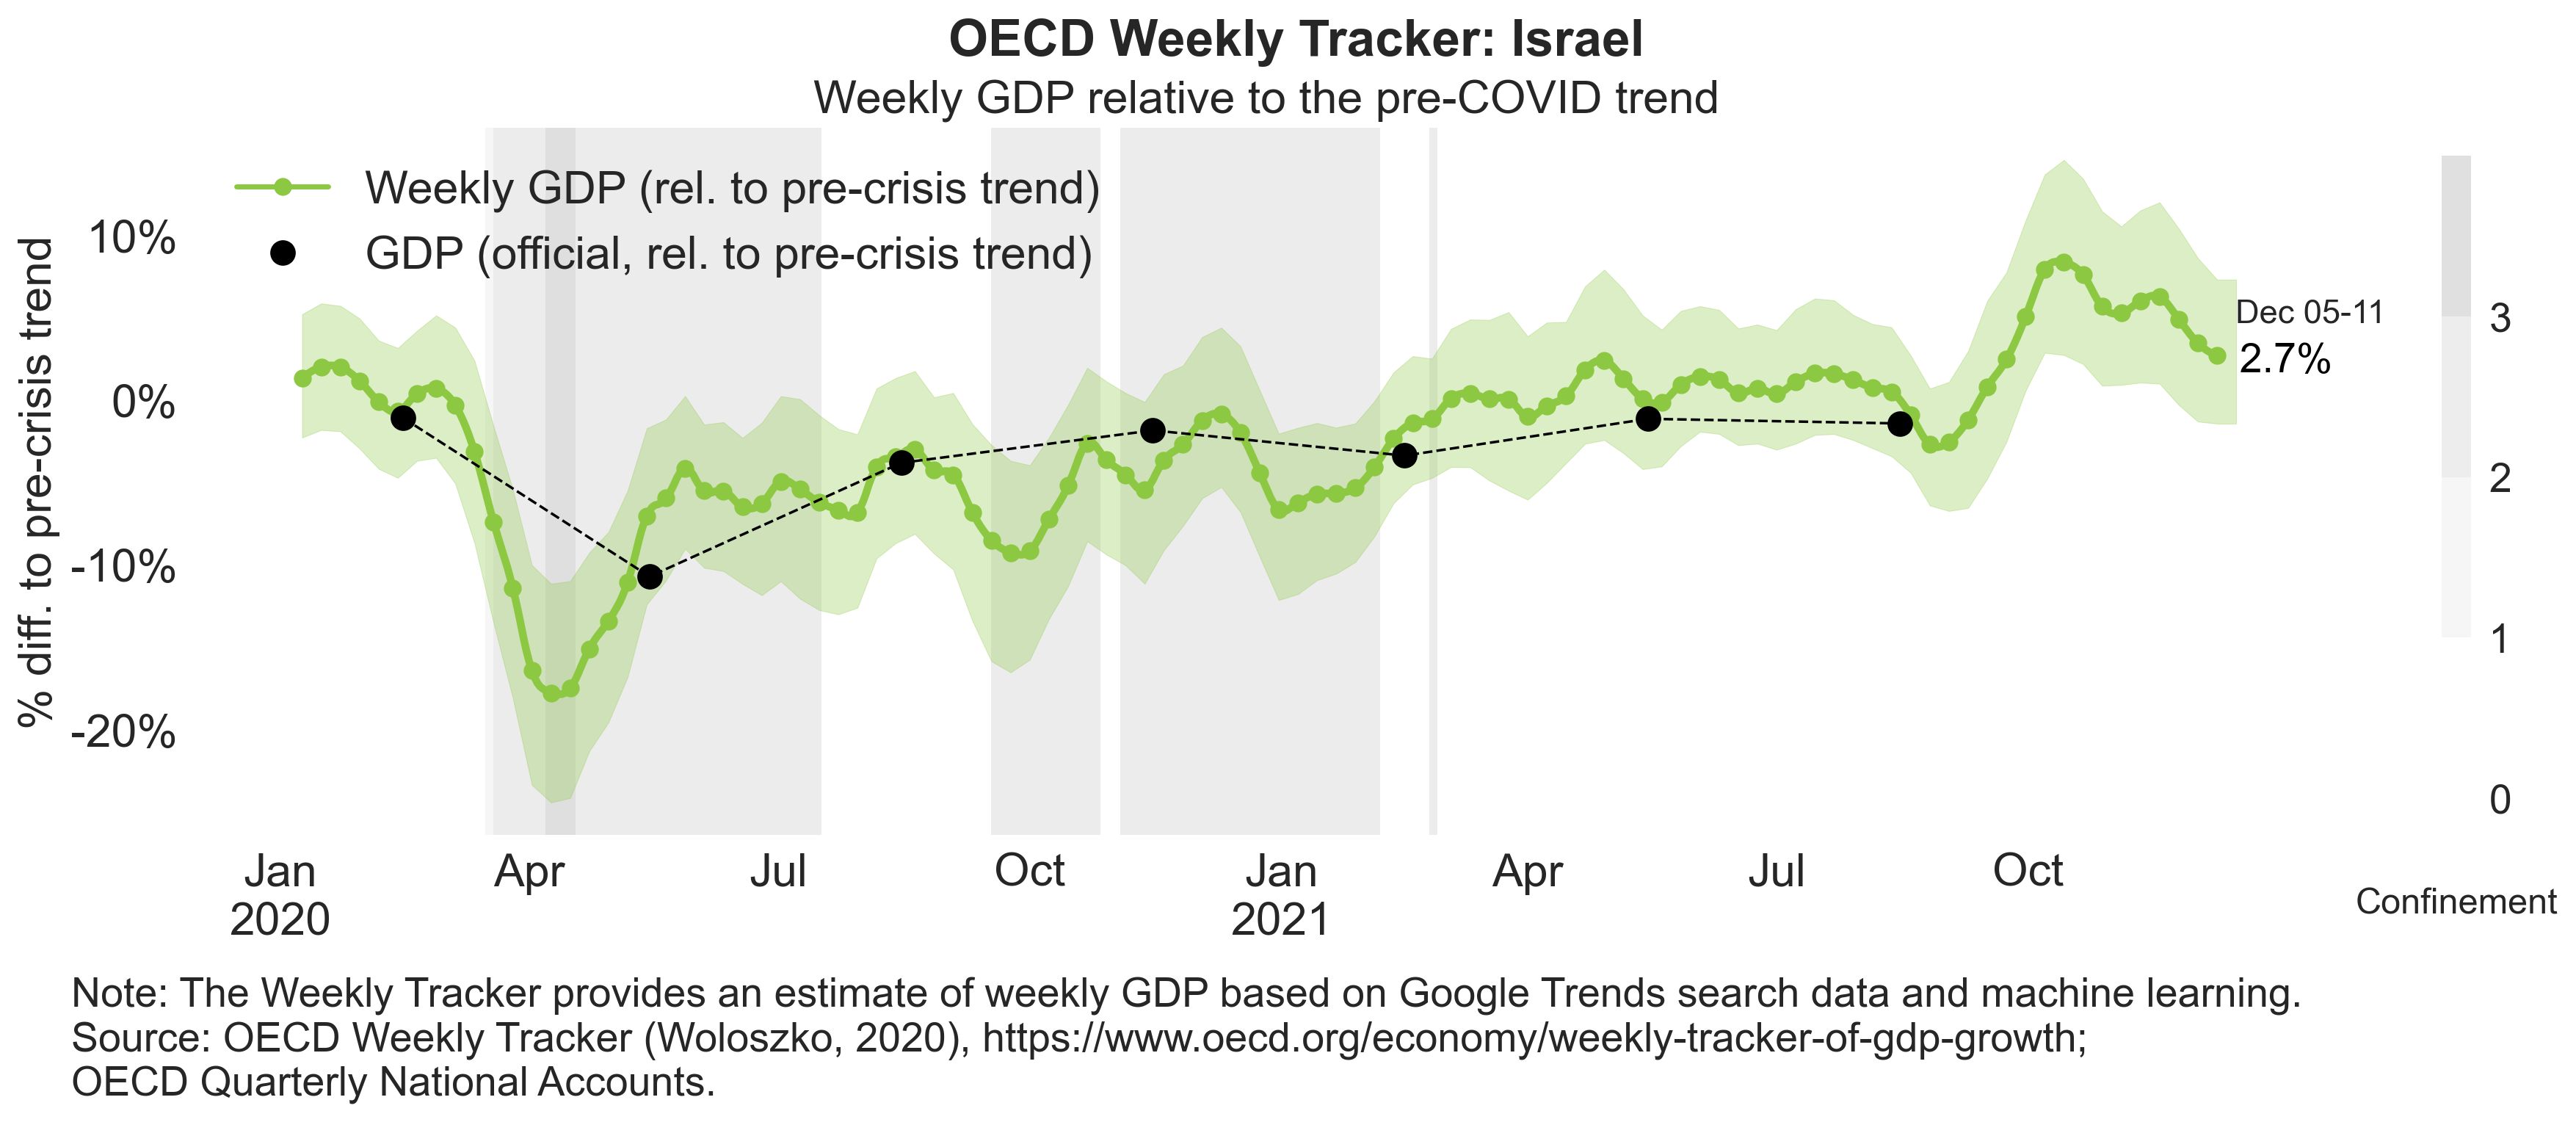 OECD Weekly Tracker: Israel
Weekly GDP relative to the pre-COVID trend
Weekly GDP (rel. to pre-crisis trend)
GDP (official, rel. to pre-crisis trend)
% diff. to pre-crisis trend
10%
0%
-10%
-20%
Dec 05-11
2.7%
3
2
1
0
Confinement
Jan Apr Jul Oct Jan Apr Jul Oct
2020 2021
Note: The Weekly Tracker provides an estimate of weekly GDP based on Google Trends search data and machine learning.
Source: OECD Weekly Tracker (Woloszko, 2020), https://www.oecd.org/economy/weekly-tracker-of-gdp-growth;
OECD Quarterly National Accounts.